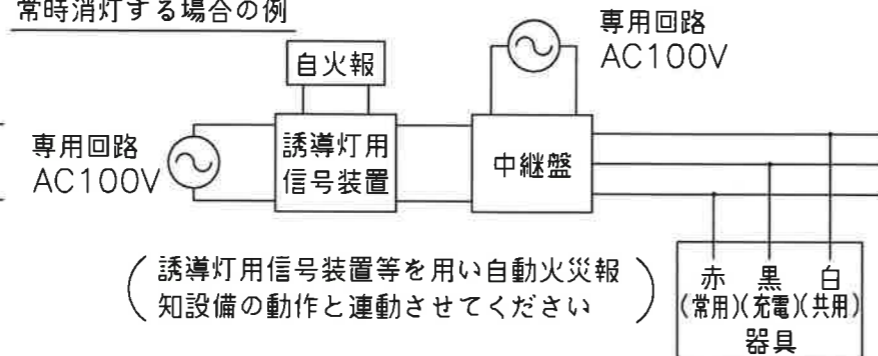 常時消灯する場合の例
専用回路
AC100V
自火報
専用回路
AC100V
誘導灯用
信号装置
中継盤
(誘導灯用信号装置等を用い自動火災報
知設備の動作と連動させてください)
赤 黒 白
(常用)(充電)(共用)
器具